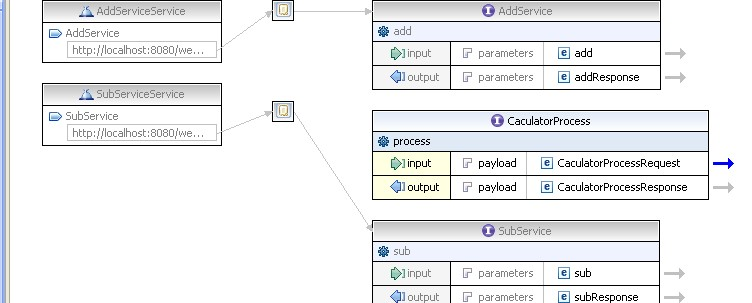 AddServiceService
AddService
http://localhost:8080/we...
SubServiceService
SubService
http://localhost:8080/we...
AddService
add
input parameters e add
output parameters e addResponse
CaculatorProcess
process
input payload e CaculatorProcessRequest
output payload e CaculatorProcessResponse
SubService
sub
input parameters e sub
output parameters e subResponse